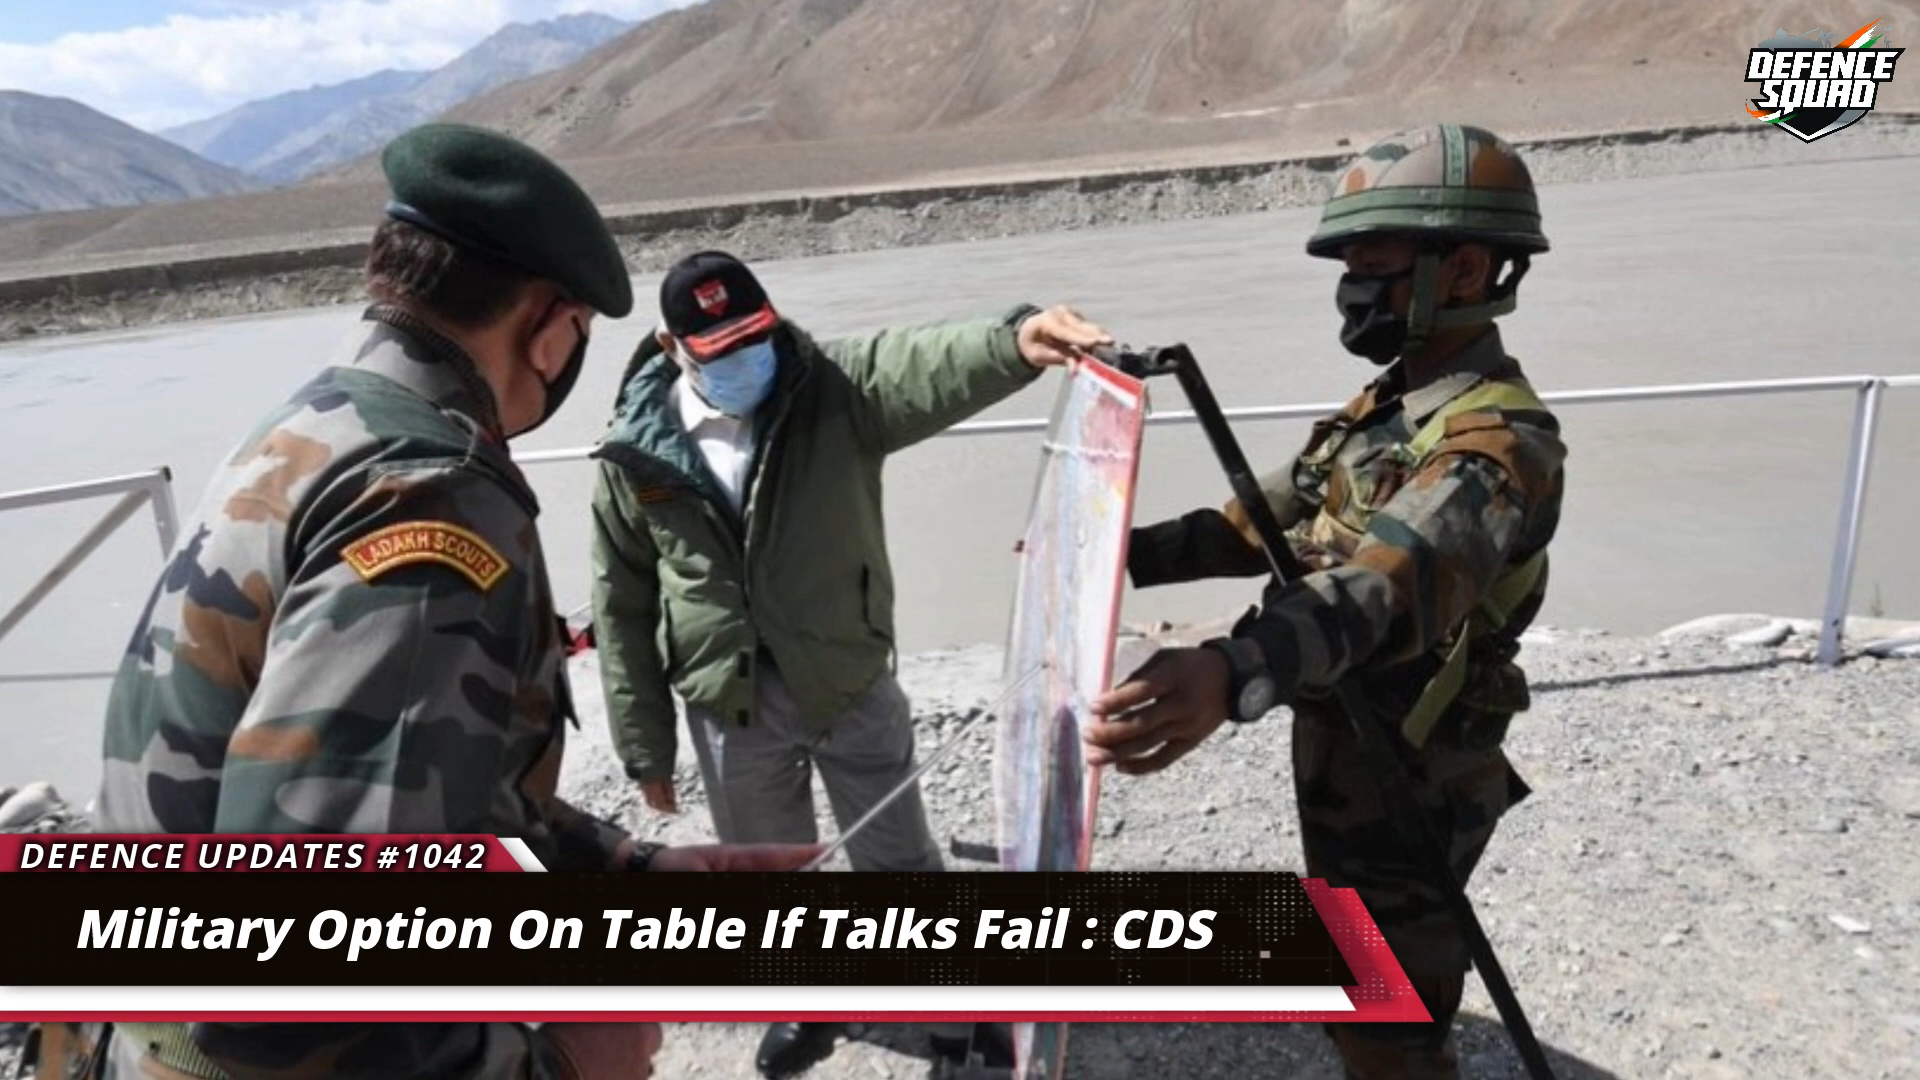 DEFENCE
SQUAD
LADAKH SCOUTS
DEFENCE UPDATES #1042
Military Option On Table If Talks Fail : CDS